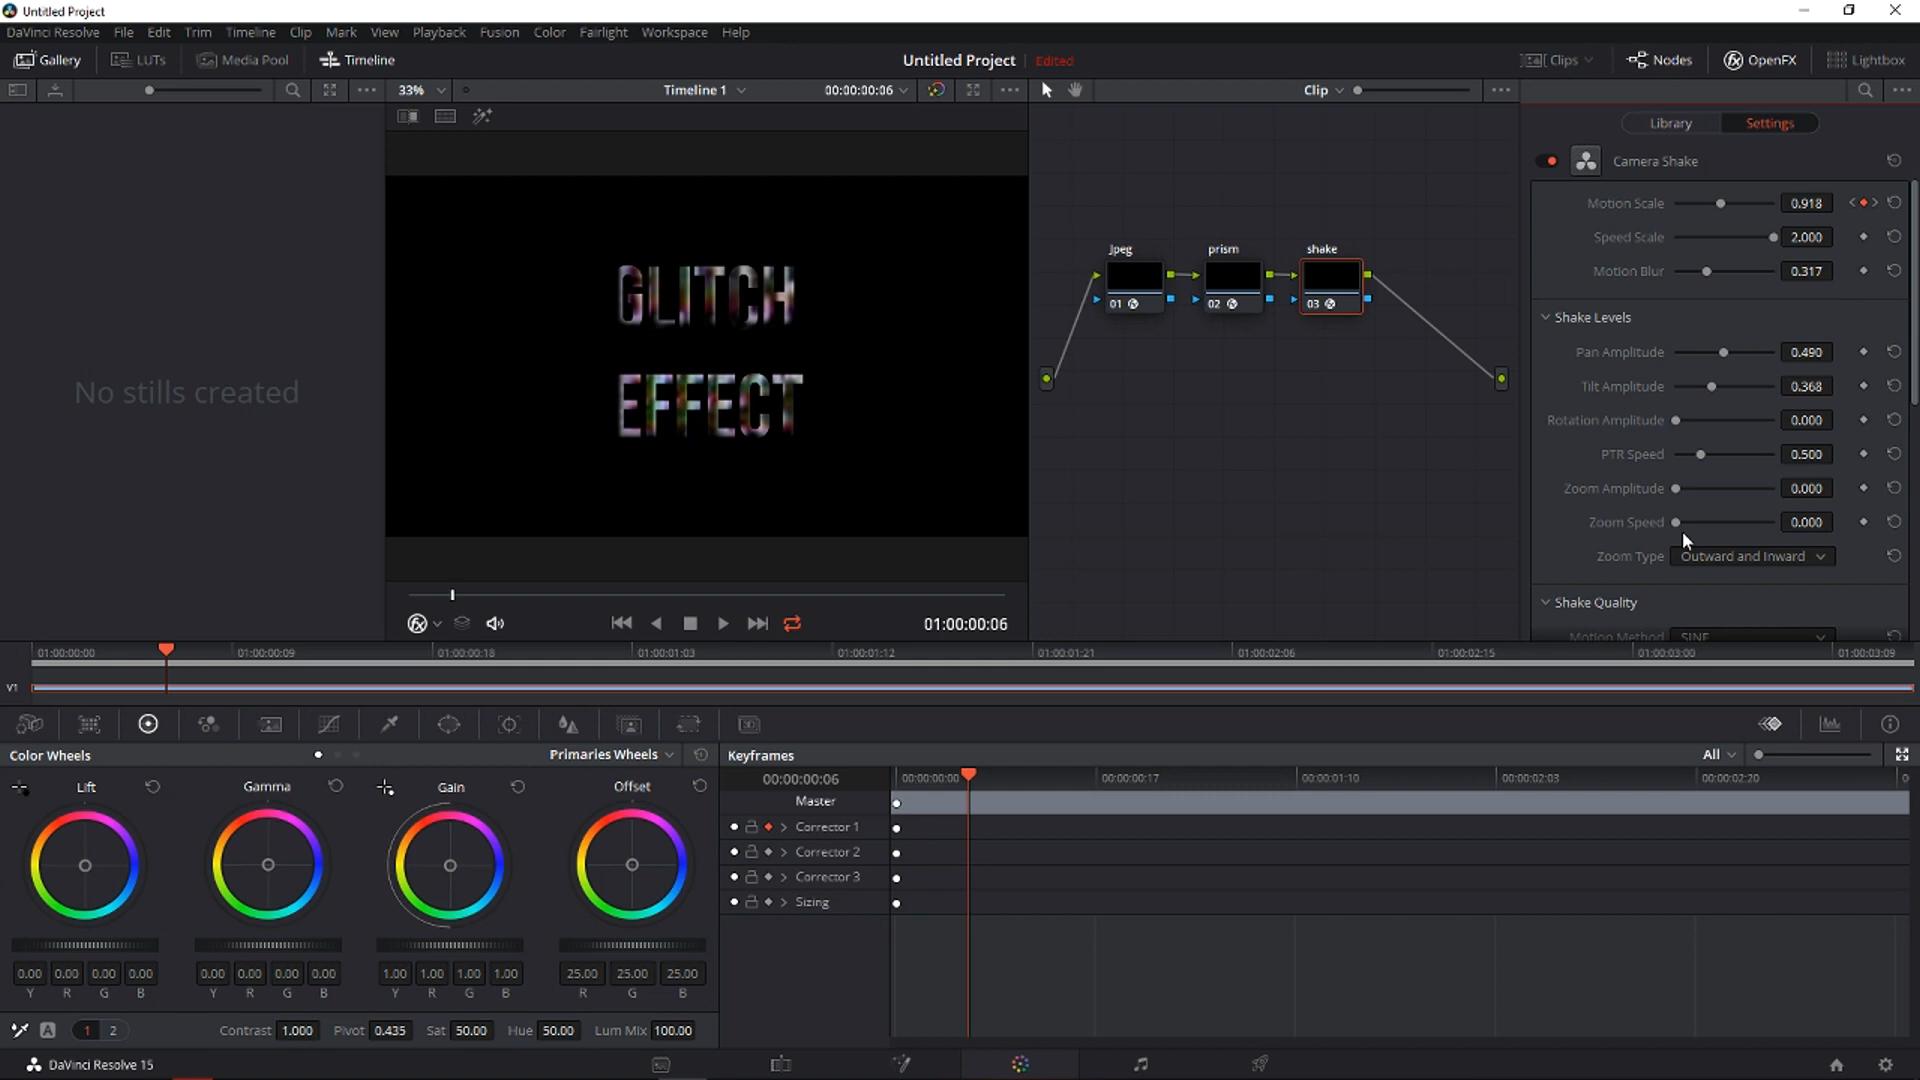 Untitled Project
DaVinci Resolve File Edit Trim Timeline Clip Mark View Playback Fusion Color Fairlight Workspace Help
Gallery LUTs Media Pool Timeline Untitled Project Edited Clips Nodes OpenFX Lightbox
33% Timeline 1 00:00:00:06 Clip
Library Settings
Camera Shake
Motion Scale 0.918
Speed Scale 2.000
Motion Blur 0.317
Shake Levels
Pan Amplitude 0.490
Tilt Amplitude 0.368
Rotation Amplitude 0.000
PTR Speed 0.500
Zoom Amplitude 0.000
Zoom Speed 0.000
Zoom Type Outward and Inward
Shake Quality
Motion Method SINE
No stills created
GLITCH
EFFECT
Jpeg prism shake
01 02 03
01:00:00:06
01:00:00:00 01:00:00:09 01:00:00:18 01:00:01:03 01:00:01:12 01:00:01:21 01:00:02:06 01:00:02:15 01:00:03:00 01:00:03:09
V1
Color Wheels Primaries Wheels
Lift Gamma Gain Offset
0.00 0.00 0.00 0.00 0.00 0.00 0.00 0.00 1.00 1.00 1.00 1.00 25.00 25.00 25.00
Y R G B Y R G B Y R G B R G B
A 1 2 Contrast 1.000 Pivot 0.435 Sat 50.00 Hue 50.00 Lum Mix 100.00
Keyframes All
00:00:00:06 00:00:00:00 00:00:00:17 00:00:01:10 00:00:02:03 00:00:02:20 0
Master
Corrector 1
Corrector 2
Corrector 3
Sizing
DaVinci Resolve 15